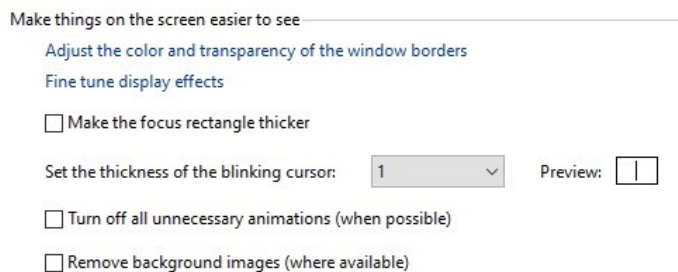 Make things on the screen easier to see
Adjust the color and transparency of the window borders
Fine tune display effects
Make the focus rectangle thicker
Set the thickness of the blinking cursor: 1 Preview:
Turn off all unnecessary animations (when possible)
Remove background images (where available)